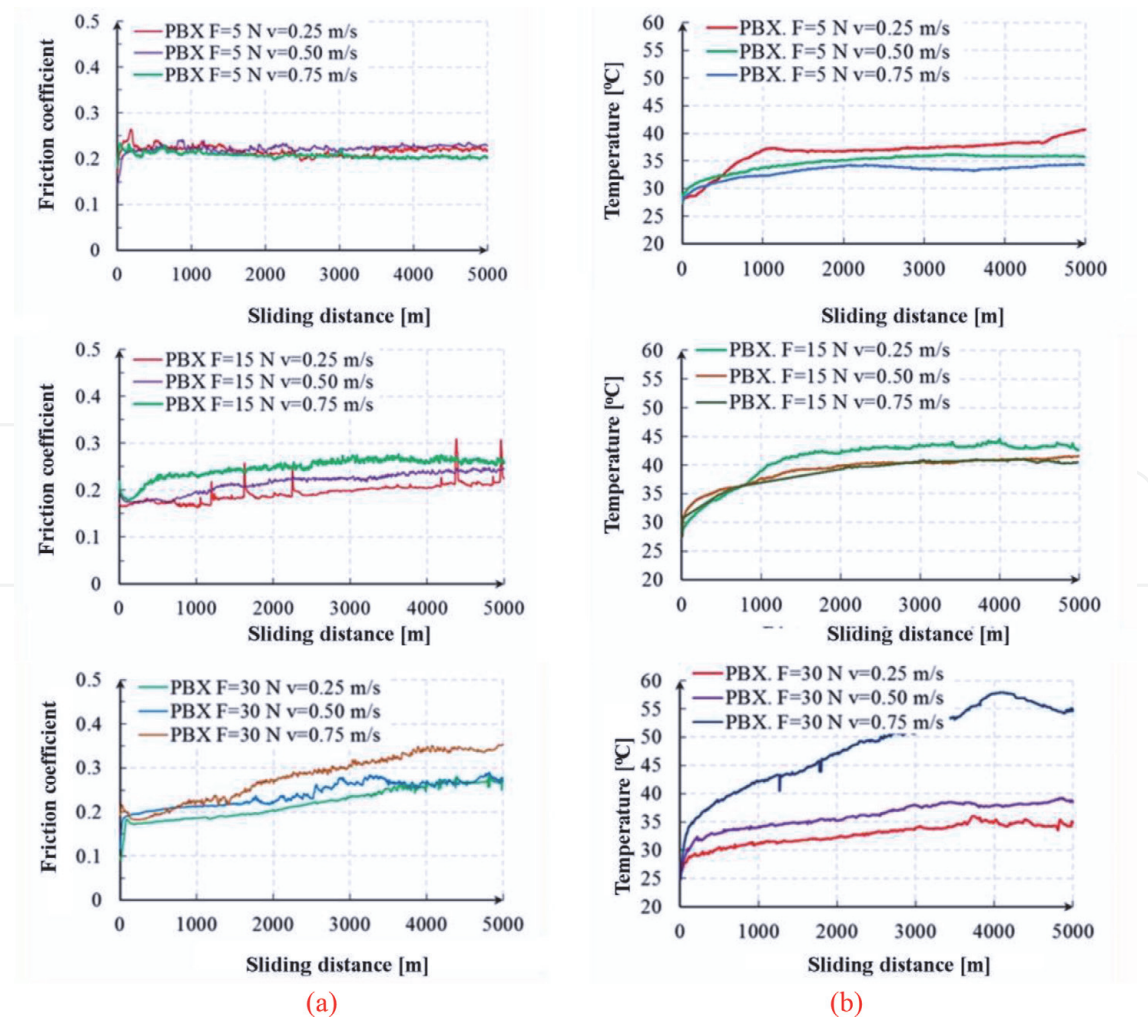 0.5
PBX F=5 N v=0.25 m/s
PBX F=5 N v=0.50 m/s
PBX F=5 N v=0.75 m/s
0.4
0.3
0.2
0.1
0
Friction coefficient
0 1000 2000 3000 4000 5000
Sliding distance [m]
60
PBX. F=5 N v=0.25 m/s
55
PBX. F=5 N v=0.50 m/s
50
PBX. F=5 N v=0.75 m/s
45
40
35
30
25
20
Temperature [ºC]
0 1000 2000 3000 4000 5000
Sliding distance [m]
0.5
PBX F=15 N v=0.25 m/s
PBX F=15 N v=0.50 m/s
PBX F=15 N v=0.75 m/s
0.4
0.3
0.2
0.1
0
Friction coefficient
0 1000 2000 3000 4000 5000
Sliding distance [m]
60
PBX. F=15 N v=0.25 m/s
55
PBX. F=15 N v=0.50 m/s
50
PBX. F=15 N v=0.75 m/s
45
40
35
30
25
20
Temperature [ºC]
0 1000 2000 3000 4000 5000
Sliding distance [m]
0.5
PBX F=30 N v=0.25 m/s
PBX F=30 N v=0.50 m/s
PBX F=30 N v=0.75 m/s
0.4
0.3
0.2
0.1
0
Friction coefficient
0 1000 2000 3000 4000 5000
Sliding distance [m]
60
PBX. F=30 N v=0.25 m/s
55
PBX. F=30 N v=0.50 m/s
50
PBX. F=30 N v=0.75 m/s
45
40
35
30
25
20
Temperature [ºC]
0 1000 2000 3000 4000 5000
Sliding distance [m]
(a)
(b)